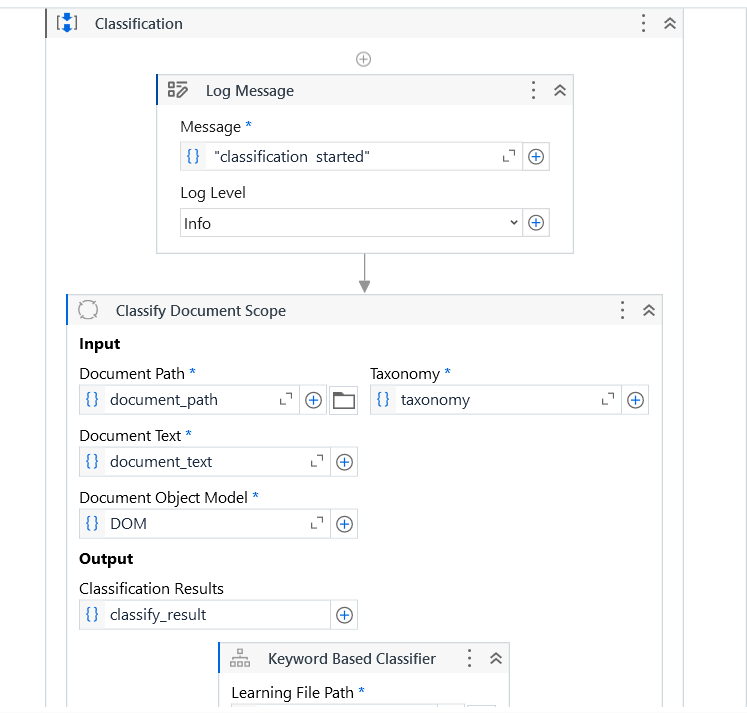 Classification
Log Message
Message *
"classification started"
Log Level
Info
Classify Document Scope
Input
Document Path * Taxonomy *
document_path taxonomy
Document Text *
document_text
Document Object Model *
DOM
Output
Classification Results
classify_result
Keyword Based Classifier
Learning File Path *